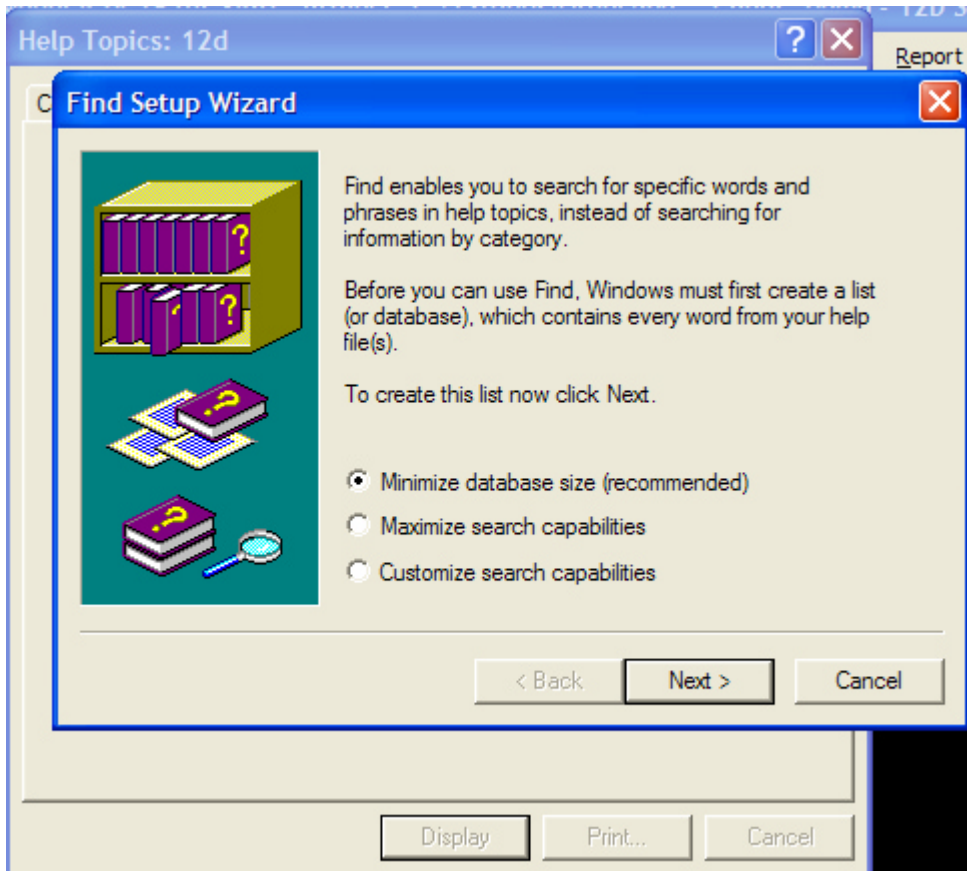 - 12D S
Help Topics: 12d
Report
C
Find Setup Wizard
Find enables you to search for specific words and
phrases in help topics, instead of searching for
information by category.
Before you can use Find, Windows must first create a list
(or database), which contains every word from your help
file(s).
To create this list now click Next.
Minimize database size (recommended)
Maximize search capabilities
Customize search capabilities
< Back
Next >
Cancel
Display
Print...
Cancel